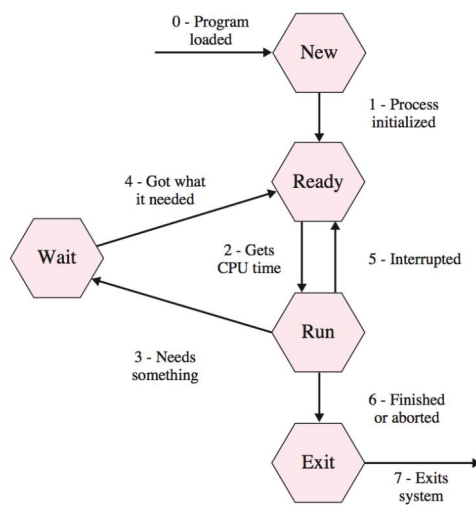 0 - Program
loaded
New
1 - Process
initialized
Ready
4 - Got what
it needed
Wait
2 - Gets
CPU time
5 - Interrupted
Run
3 - Needs
something
6 - Finished
or aborted
Exit
7 - Exits
system